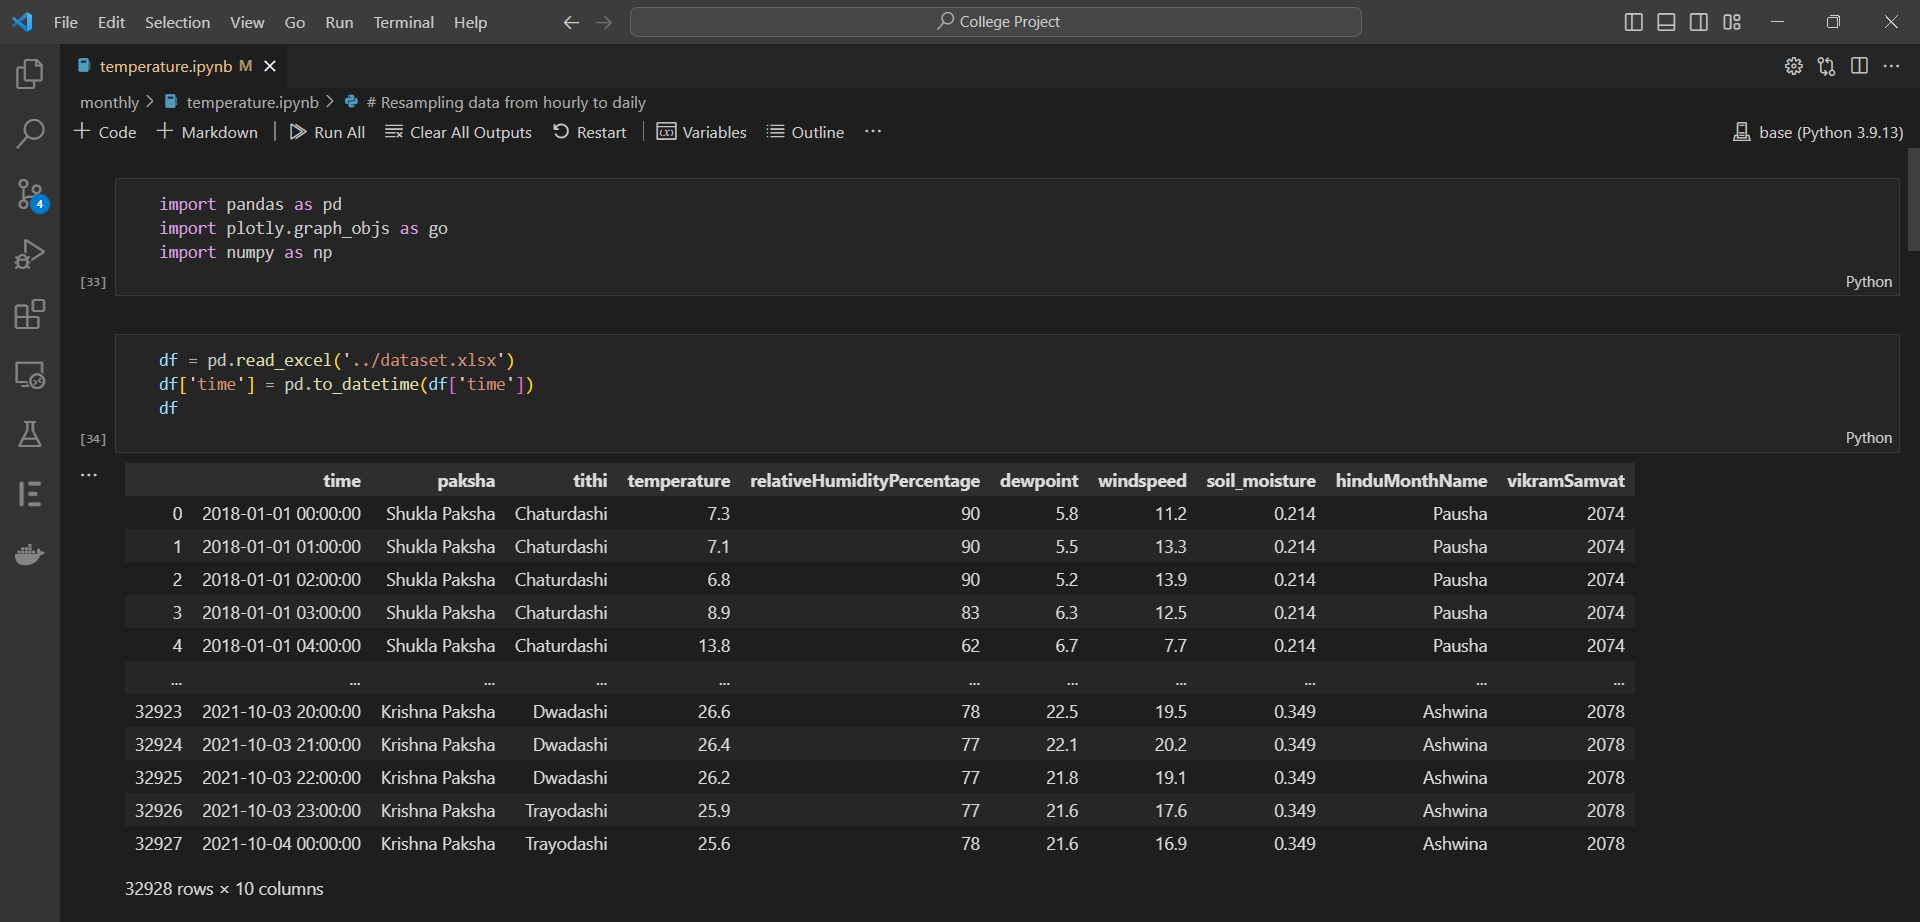 File Edit Selection View Go Run Terminal Help College Project
temperature.ipynb M
monthly > temperature.ipynb > # Resampling data from hourly to daily
+ Code + Markdown | Run All Clear All Outputs Restart | Variables Outline ... base (Python 3.9.13)
4
import pandas as pd
import plotly.graph_objs as go
import numpy as np
[33] Python
df = pd.read_excel('../dataset.xlsx')
df['time'] = pd.to_datetime(df['time'])
df
[34] Python
...
time paksha tithi temperature relativeHumidityPercentage dewpoint windspeed soil_moisture hinduMonthName vikramSamvat
0 2018-01-01 00:00:00 Shukla Paksha Chaturdashi 7.3 90 5.8 11.2 0.214 Pausha 2074
1 2018-01-01 01:00:00 Shukla Paksha Chaturdashi 7.1 90 5.5 13.3 0.214 Pausha 2074
2 2018-01-01 02:00:00 Shukla Paksha Chaturdashi 6.8 90 5.2 13.9 0.214 Pausha 2074
3 2018-01-01 03:00:00 Shukla Paksha Chaturdashi 8.9 83 6.3 12.5 0.214 Pausha 2074
4 2018-01-01 04:00:00 Shukla Paksha Chaturdashi 13.8 62 6.7 7.7 0.214 Pausha 2074
... ... ... ... ... ... ... ... ... ... ...
32923 2021-10-03 20:00:00 Krishna Paksha Dwadashi 26.6 78 22.5 19.5 0.349 Ashwina 2078
32924 2021-10-03 21:00:00 Krishna Paksha Dwadashi 26.4 77 22.1 20.2 0.349 Ashwina 2078
32925 2021-10-03 22:00:00 Krishna Paksha Dwadashi 26.2 77 21.8 19.1 0.349 Ashwina 2078
32926 2021-10-03 23:00:00 Krishna Paksha Trayodashi 25.9 77 21.6 17.6 0.349 Ashwina 2078
32927 2021-10-04 00:00:00 Krishna Paksha Trayodashi 25.6 78 21.6 16.9 0.349 Ashwina 2078
32928 rows × 10 columns